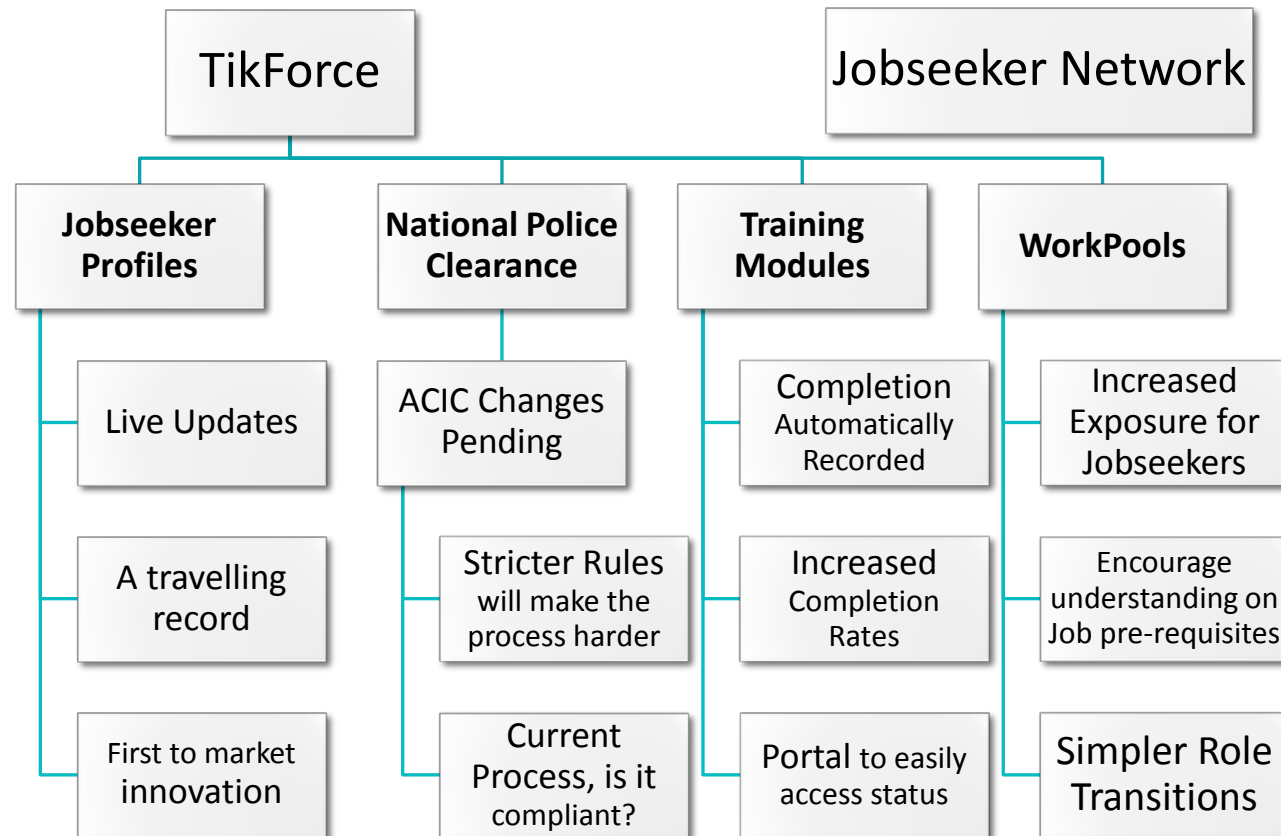 TikForce
Jobseeker Network
Jobseeker
Profiles
National Police
Clearance
Training
Modules
WorkPools
Live Updates
A travelling
record
First to market
innovation
ACIC Changes
Pending
Stricter Rules
will make the
process harder
Current
Process, is it
compliant?
Completion
Automatically
Recorded
Increased
Completion
Rates
Portal to easily
access status
Increased
Exposure for
Jobseekers
Encourage
understanding on
Job pre-requisites
Simpler Role
Transitions